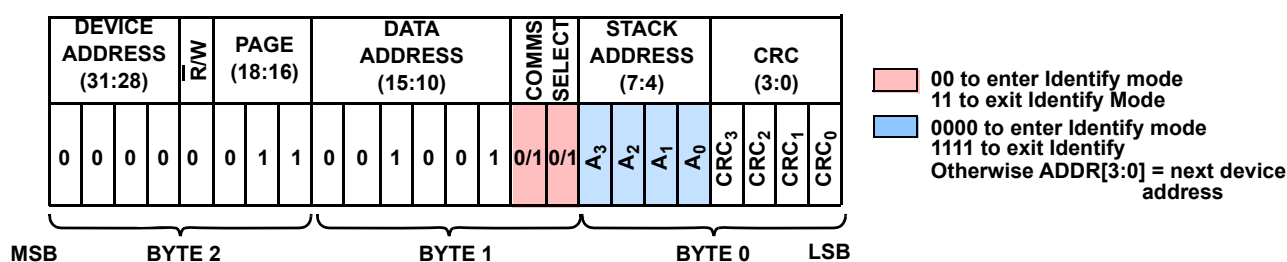 DEVICE
ADDRESS
(31:28)
R̅/W
PAGE
(18:16)
DATA
ADDRESS
(15:10)
COMMS
SELECT
STACK
ADDRESS
(7:4)
CRC
(3:0)
0 0 0 0 0 0 1 1 0 0 1 0 0 1 0/1 0/1 A3 A2 A1 A0 CRC3 CRC2 CRC1 CRC0
MSB BYTE 2 BYTE 1 BYTE 0 LSB
00 to enter Identify mode
11 to exit Identify Mode
0000 to enter Identify mode
1111 to exit Identify
Otherwise ADDR[3:0] = next device
address